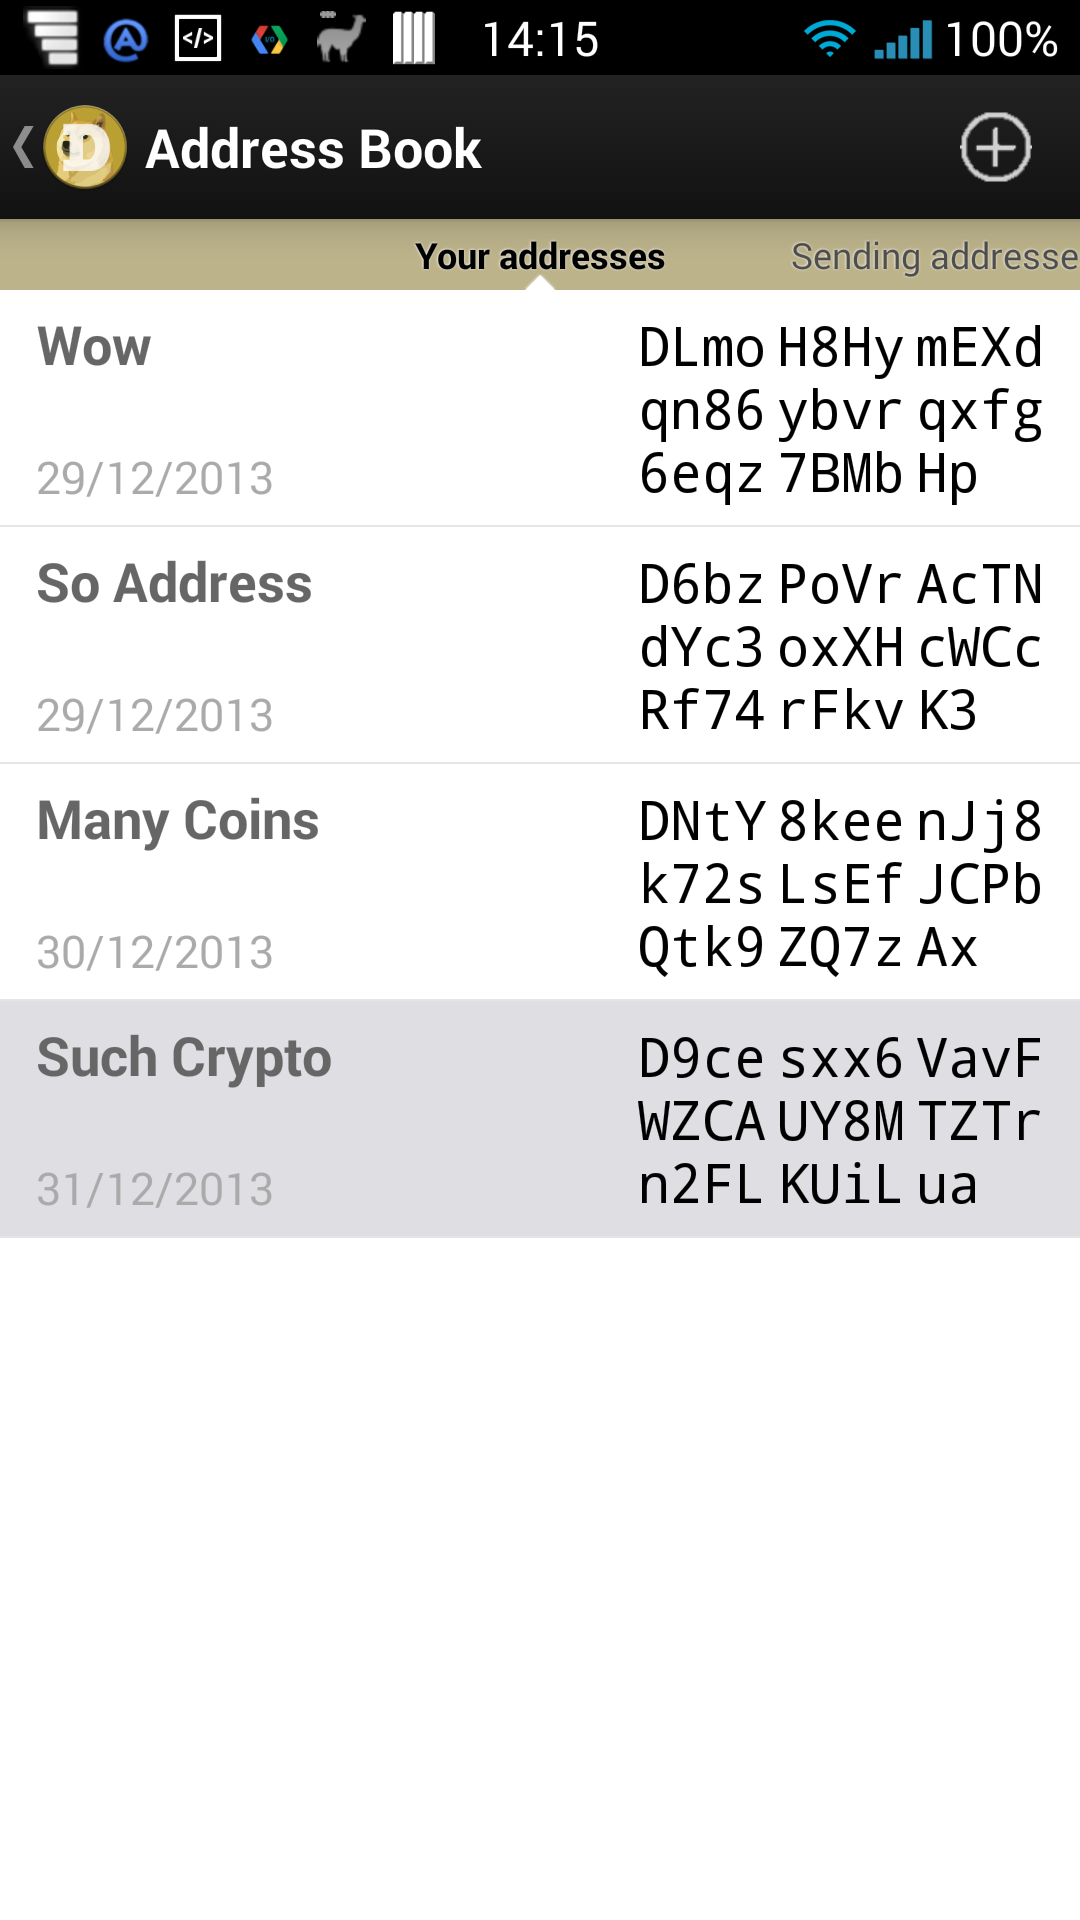 14:15 100%
D Address Book
Your addresses Sending addresse
Wow
DLmo H8Hy mEXd
qn86 ybvr qxfg
29/12/2013
6eqz 7BMb Hp
So Address
D6bz PoVr AcTN
dYc3 oxXH cWCc
29/12/2013
Rf74 rFkv K3
Many Coins
DNtY 8kee nJj8
k72s LsEf JCPb
30/12/2013
Qtk9 ZQ7z Ax
Such Crypto
D9ce sxx6 VavF
WZCA UY8M TZTr
31/12/2013
n2FL KUiL ua